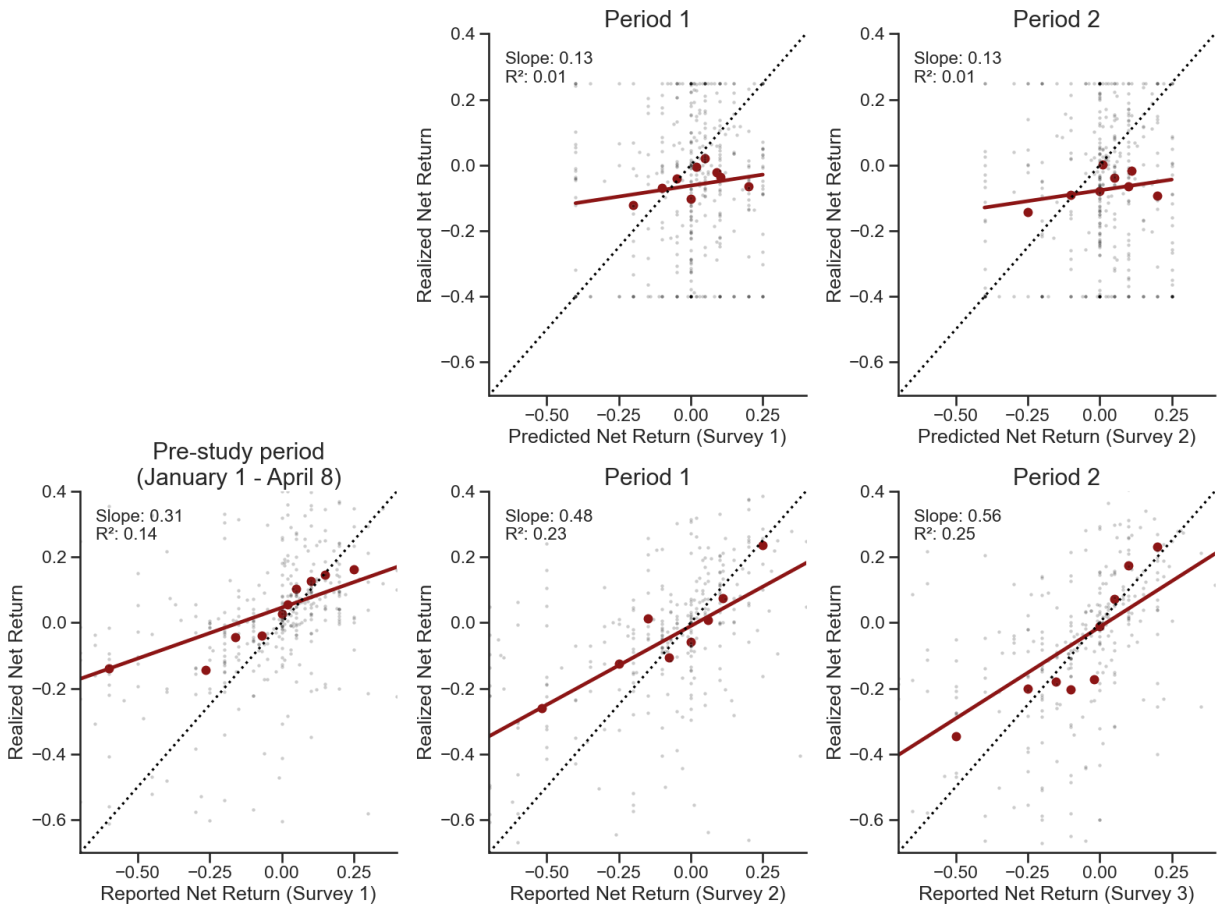 Period 1
Slope: 0.13
R²: 0.01
0.4
0.2
0.0
−0.2
−0.4
−0.6
Realized Net Return
−0.50 −0.25 0.00 0.25
Predicted Net Return (Survey 1)
Period 2
Slope: 0.13
R²: 0.01
0.4
0.2
0.0
−0.2
−0.4
−0.6
Realized Net Return
−0.50 −0.25 0.00 0.25
Predicted Net Return (Survey 2)
Pre-study period
(January 1 - April 8)
Slope: 0.31
R²: 0.14
0.4
0.2
0.0
−0.2
−0.4
−0.6
Realized Net Return
−0.50 −0.25 0.00 0.25
Reported Net Return (Survey 1)
Period 1
Slope: 0.48
R²: 0.23
0.4
0.2
0.0
−0.2
−0.4
−0.6
Realized Net Return
−0.50 −0.25 0.00 0.25
Reported Net Return (Survey 2)
Period 2
Slope: 0.56
R²: 0.25
0.4
0.2
0.0
−0.2
−0.4
−0.6
Realized Net Return
−0.50 −0.25 0.00 0.25
Reported Net Return (Survey 3)